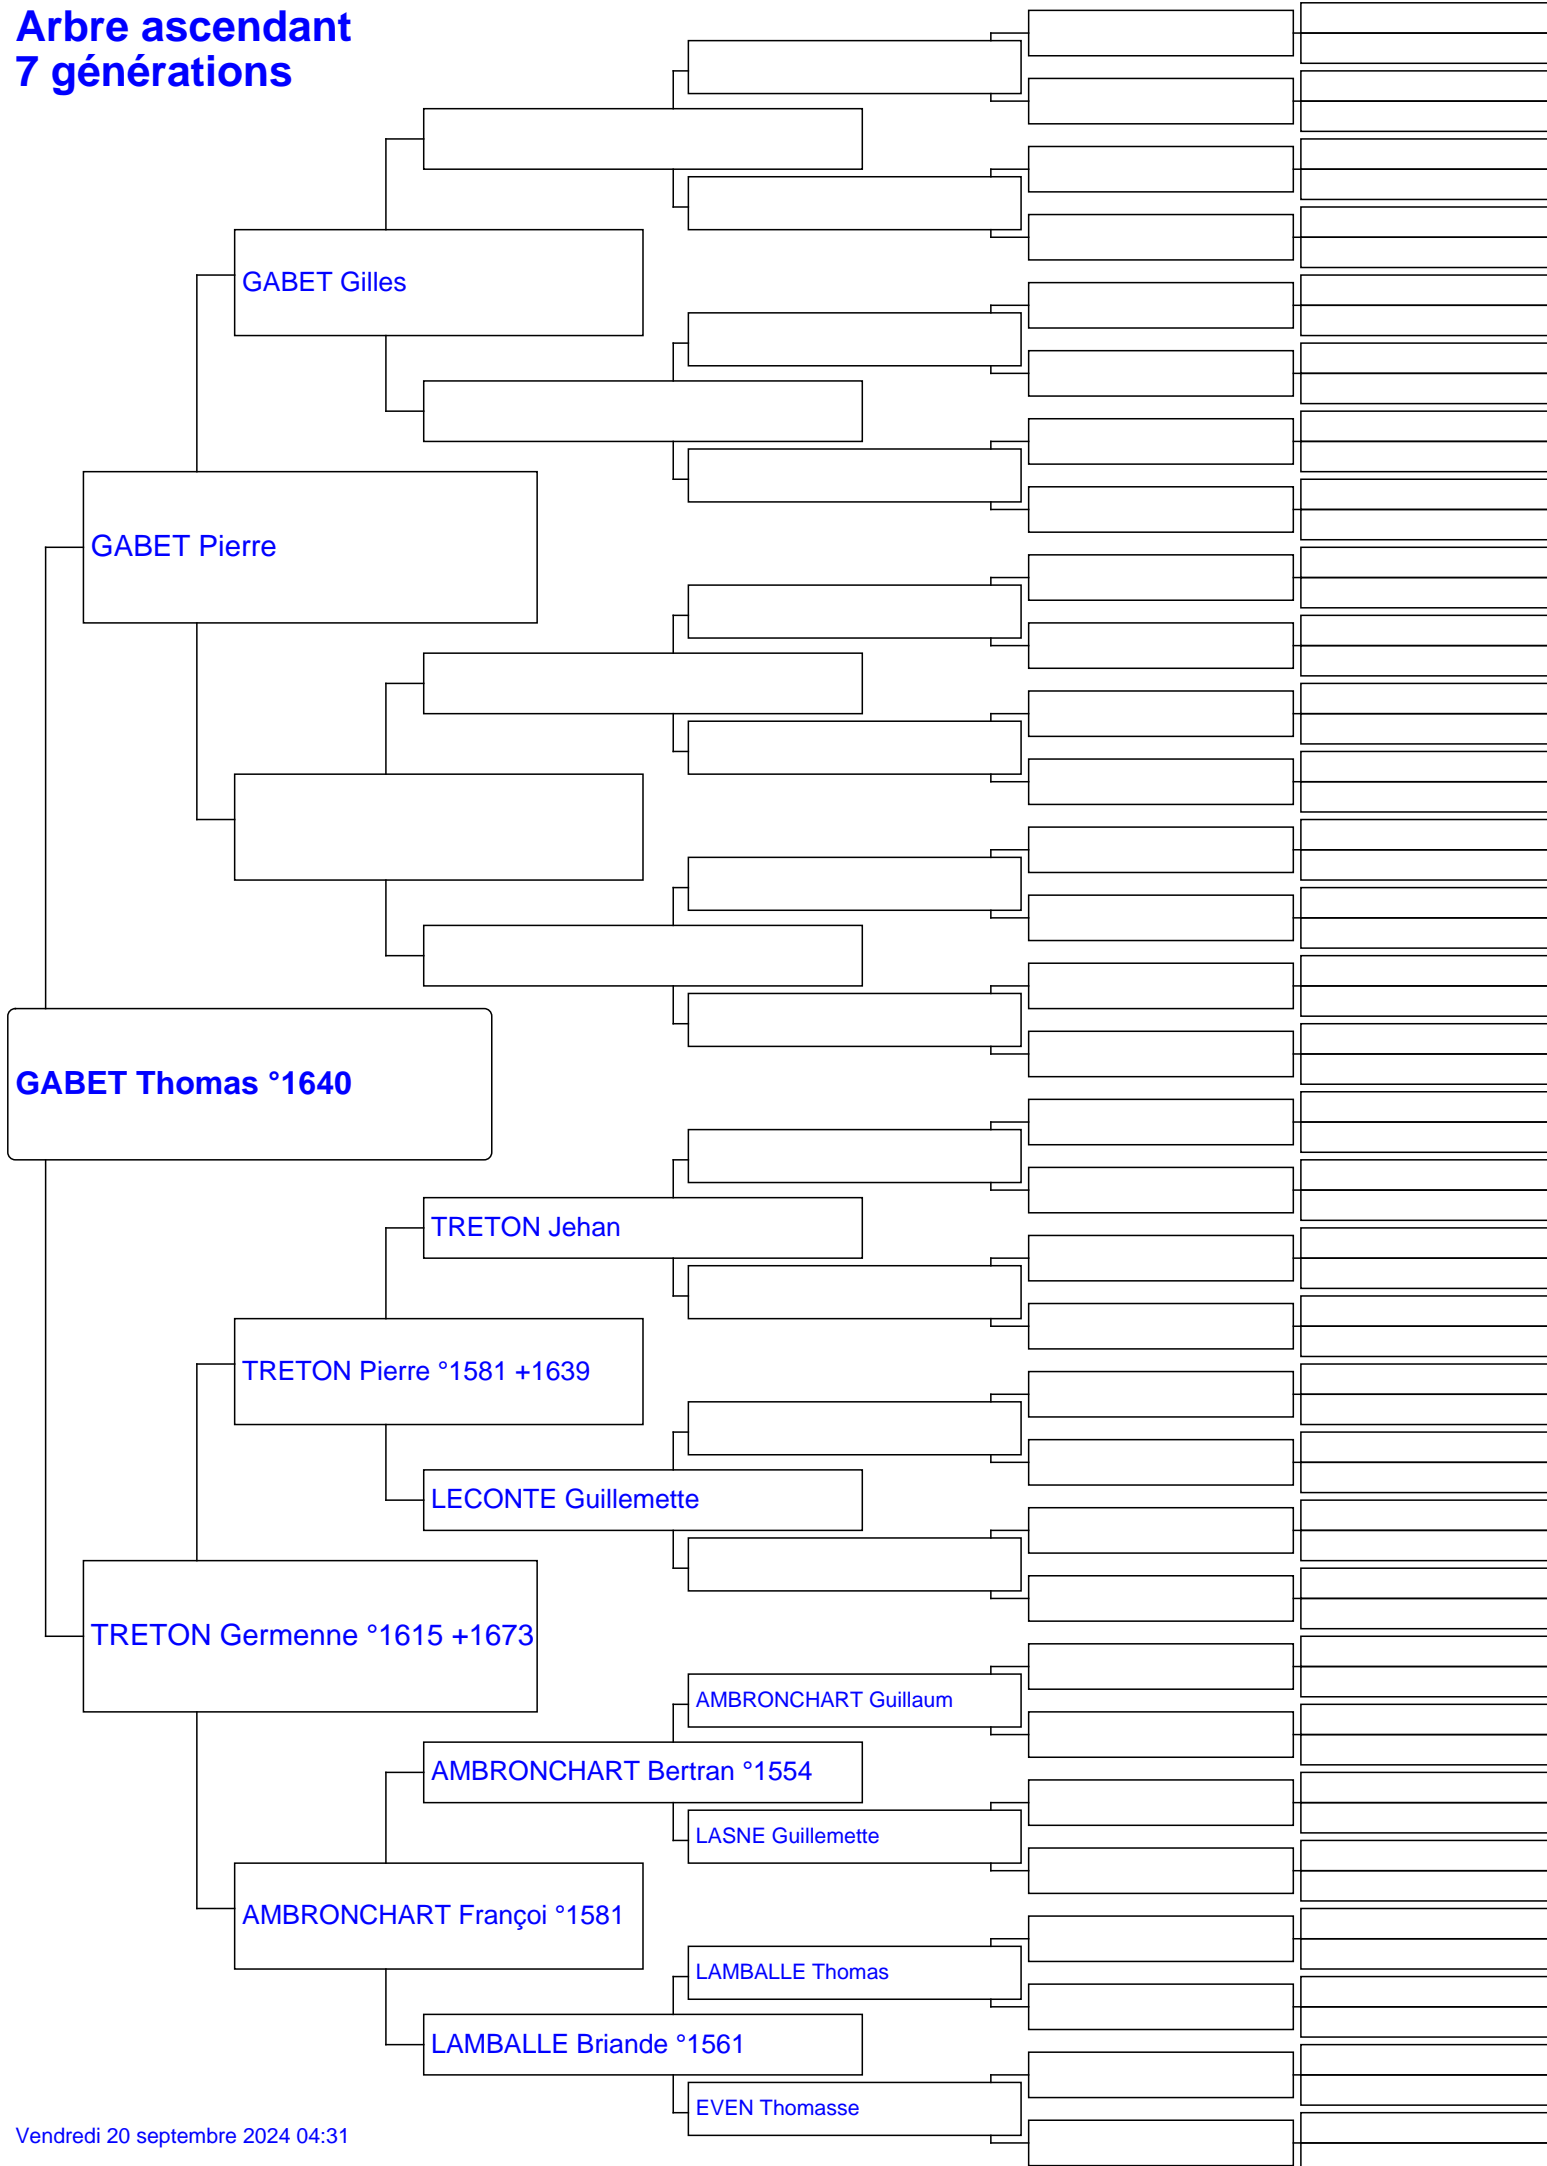 Arbre ascendant
7 générations
GABET Gilles
GABET Pierre
GABET Thomas °1640
TRETON Jehan
TRETON Pierre °1581 +1639
LECONTE Guillemette
TRETON Germenne °1615 +1673
AMBRONCHART Guillaum
AMBRONCHART Bertran °1554
LASNE Guillemette
AMBRONCHART Françoi °1581
LAMBALLE Thomas
LAMBALLE Briande °1561
EVEN Thomasse
Vendredi 20 septembre 2024 04:31